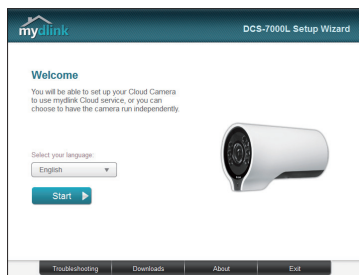 mydlink
DCS-7000L Setup Wizard
Welcome
You will be able to set up your Cloud Camera
to use mydlink Cloud service, or you can
choose to have the camera run independently.
Select your language:
English
Start
Troubleshooting Downloads About Exit